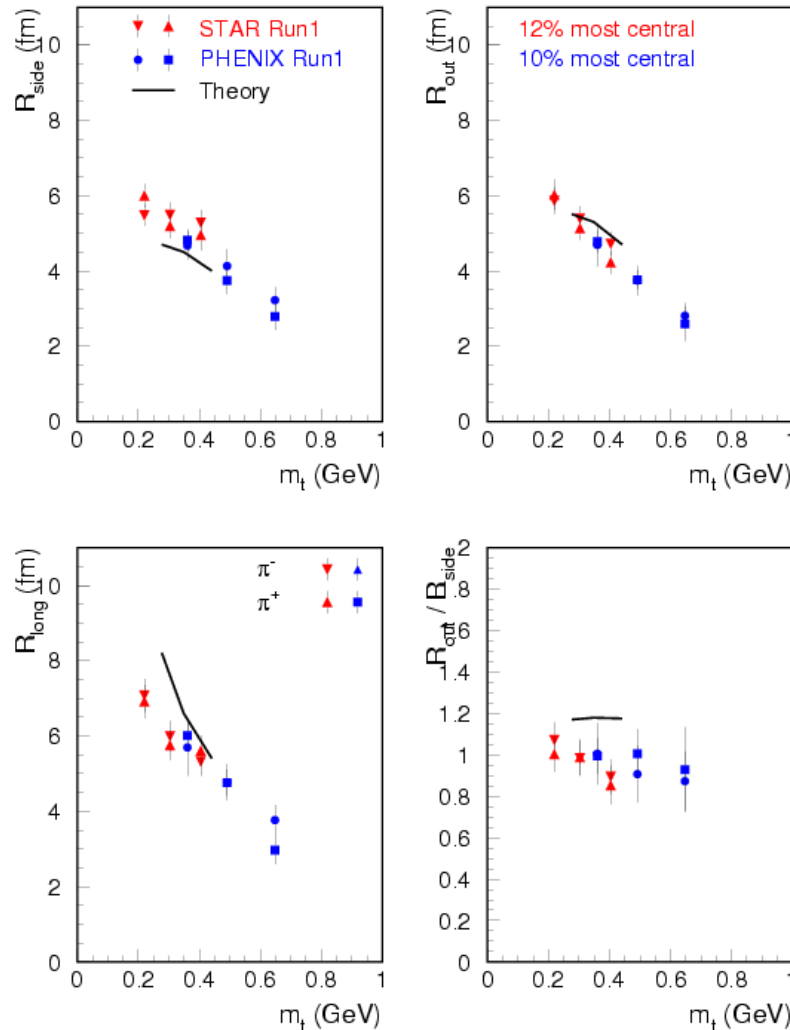 R_side (fm)
10
8
6
4
2
0
STAR Run1
PHENIX Run1
Theory
0 0.2 0.4 0.6 0.8 1
m_t (GeV)
R_out (fm)
10
8
6
4
2
0
12% most central
10% most central
0 0.2 0.4 0.6 0.8 1
m_t (GeV)
R_long (fm)
10
8
6
4
2
0
π-
π+
0 0.2 0.4 0.6 0.8 1
m_t (GeV)
R_out / R_side
2
1.8
1.6
1.4
1.2
1
0.8
0.6
0.4
0.2
0
0 0.2 0.4 0.6 0.8 1
m_t (GeV)